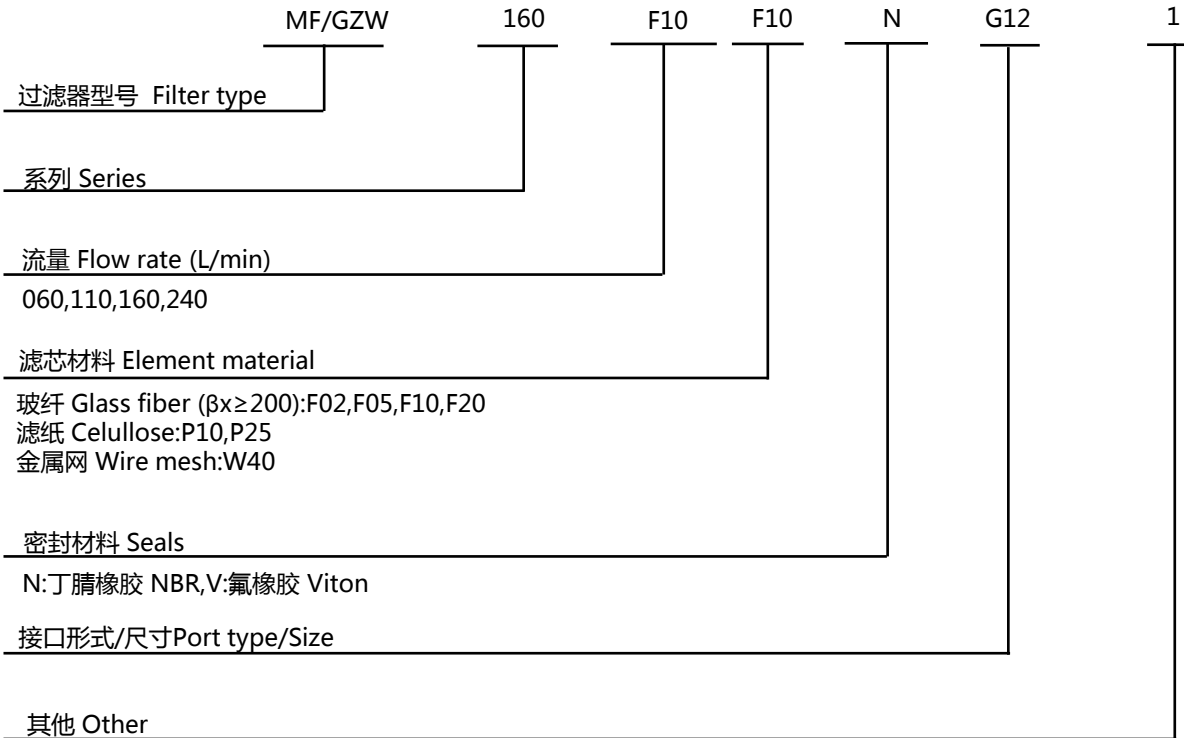 MF/GZW 160 F10 F10 N G12 1
过滤器型号 Filter type
系列 Series
流量 Flow rate (L/min)
060,110,160,240
滤芯材料 Element material
玻纤 Glass fiber (βx≥200):F02,F05,F10,F20
滤纸 Celullose:P10,P25
金属网 Wire mesh:W40
密封材料 Seals
N:丁腈橡胶 NBR,V:氟橡胶 Viton
接口形式/尺寸Port type/Size
其他 Other